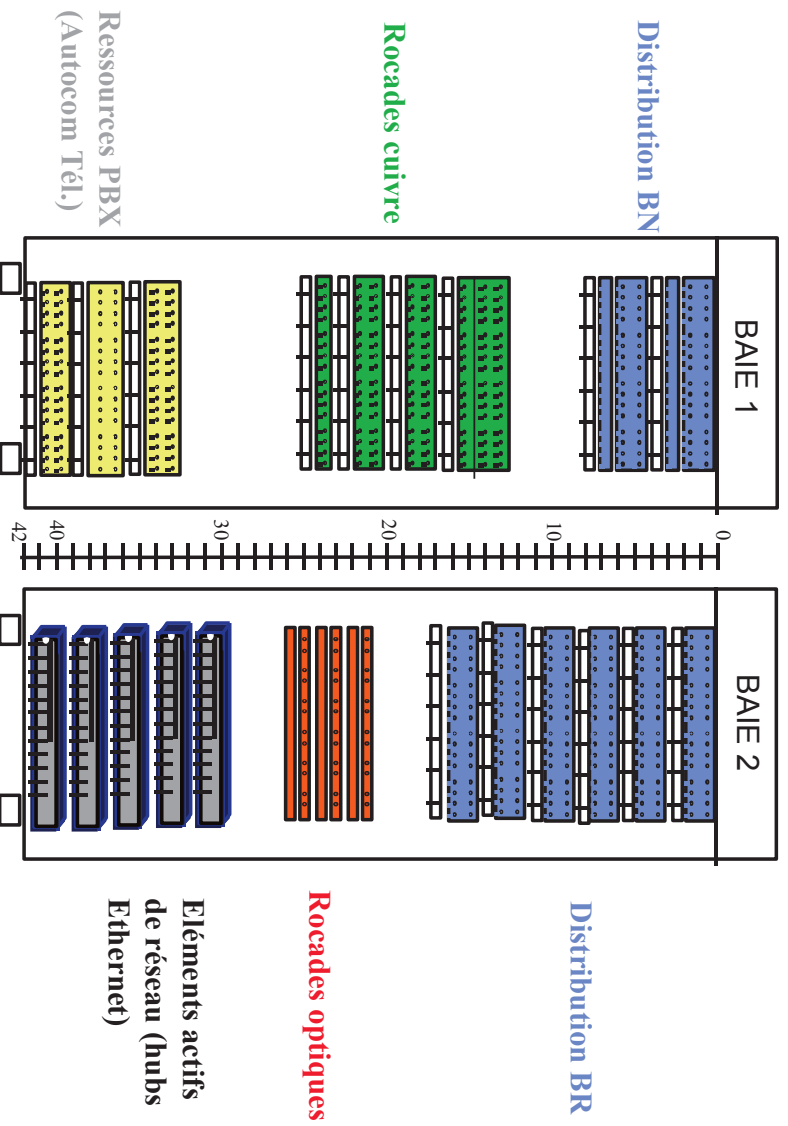 BAIE 1
BAIE 2
Distribution BN
Rocades cuivre
Ressources PBX
(Autocom Tél.)
0
10
20
30
40
42
Distribution BR
Rocades optiques
Eléments actifs
de réseau (hubs
Ethernet)